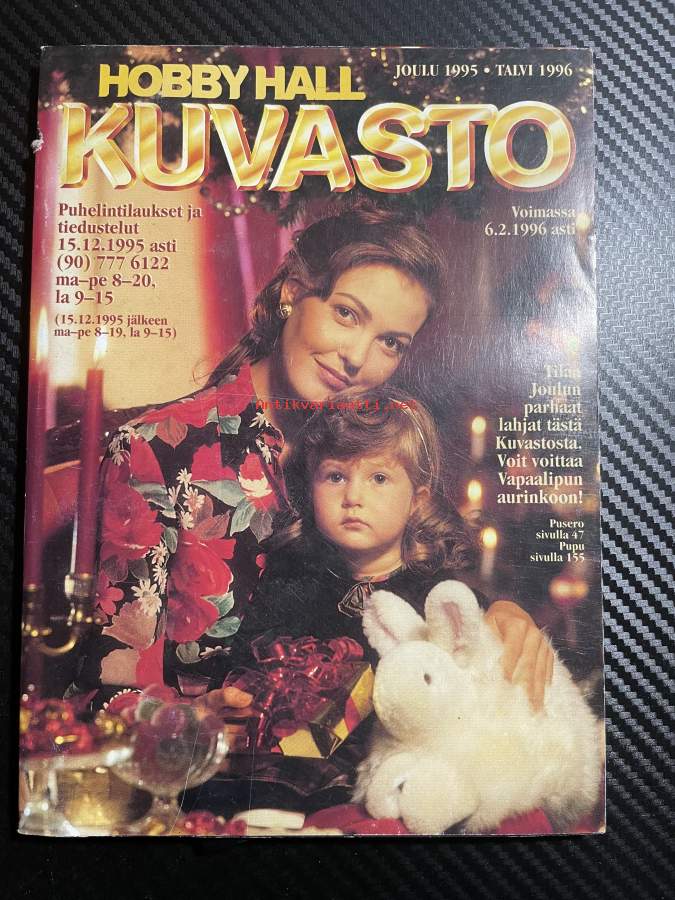 HOBBY HALL
JOULU 1995 • TALVI 1996
KUVASTO
Puhelintilaukset ja
tiedustelut
15.12.1995 asti
(90) 777 6122
ma–pe 8–20,
la 9–15
(15.12.1995 jälkeen
ma–pe 8–19, la 9–15)
Voimassa
6.2.1996 asti
Tilaa
Joulun
parhaat
lahjat tästä
Kuvastosta.
Voit voittaa
Vapaalipun
aurinkoon!
Pusero
sivulla 47
Pupu
sivulla 155
Antikvariaatti.net